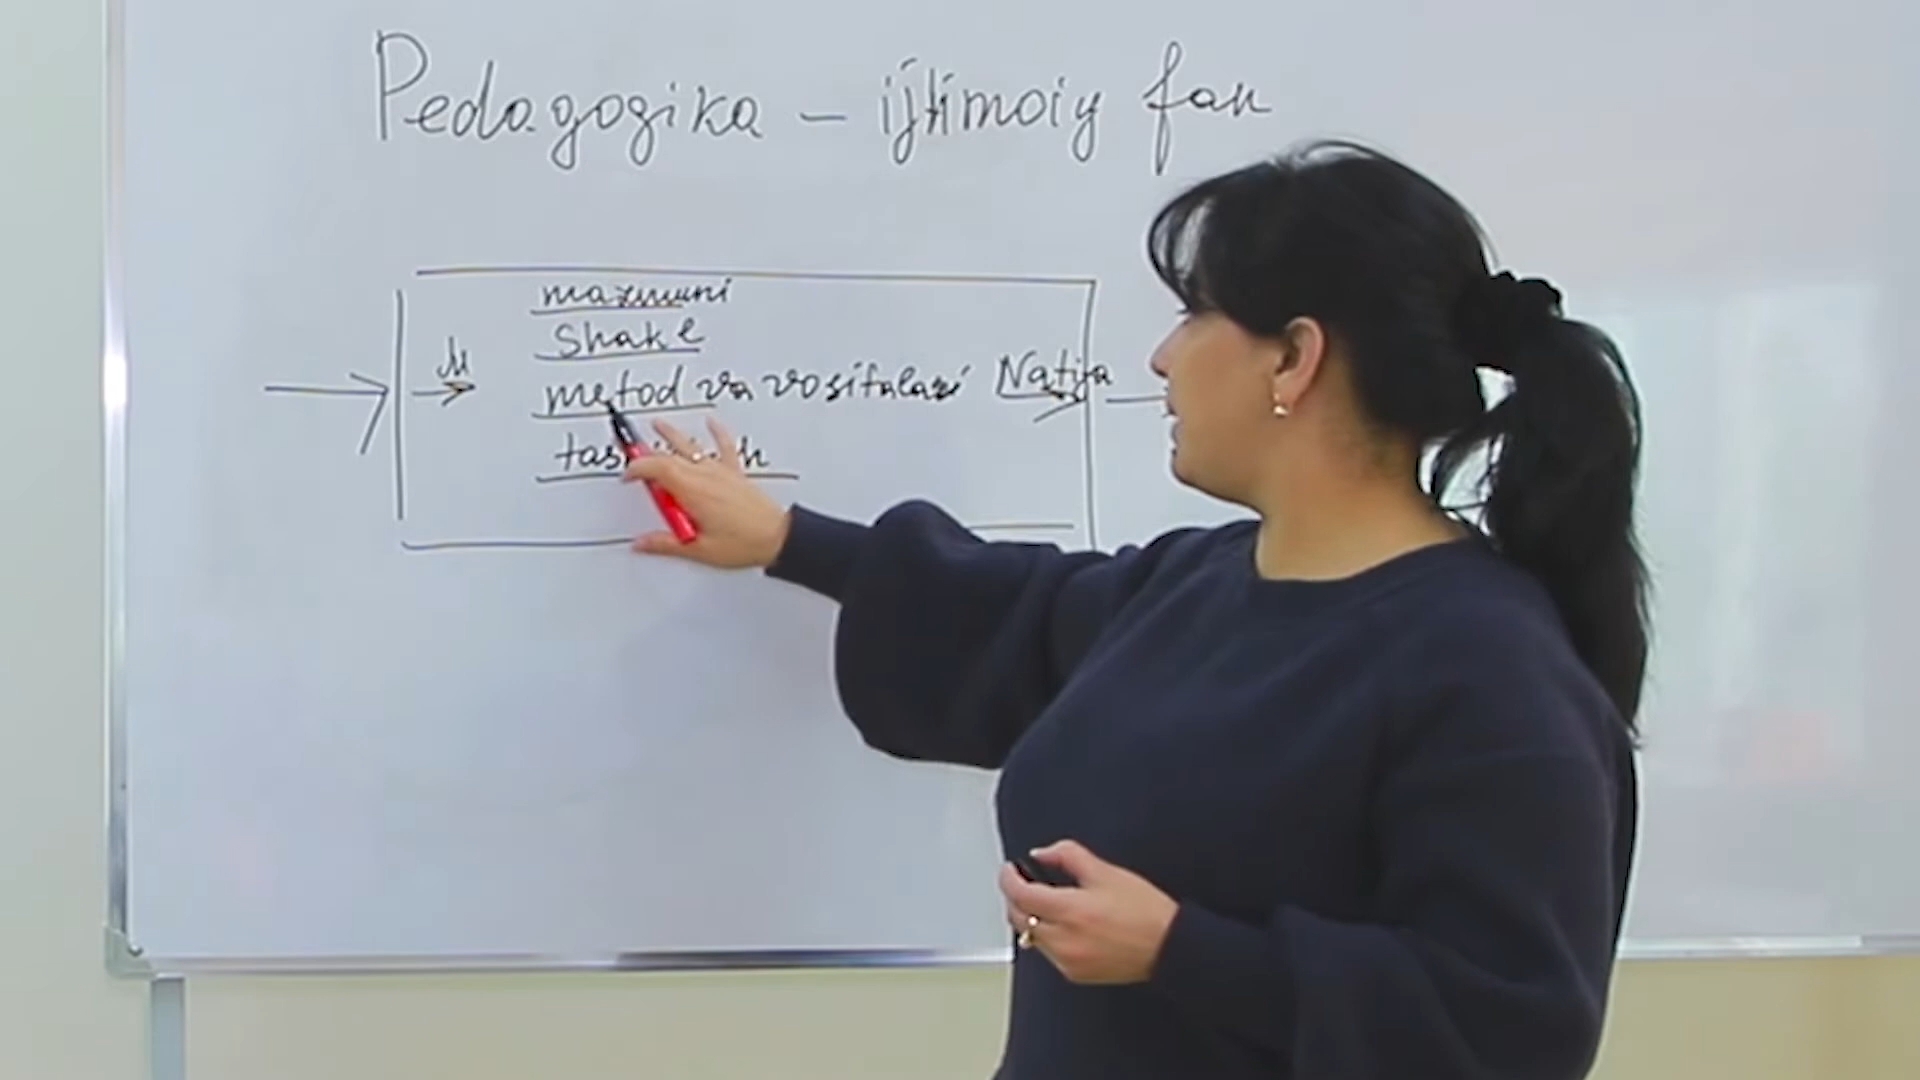 Pedagogika – ijtimoiy fan
mazmuni
Shakl
M
metod va vositalari
Natija